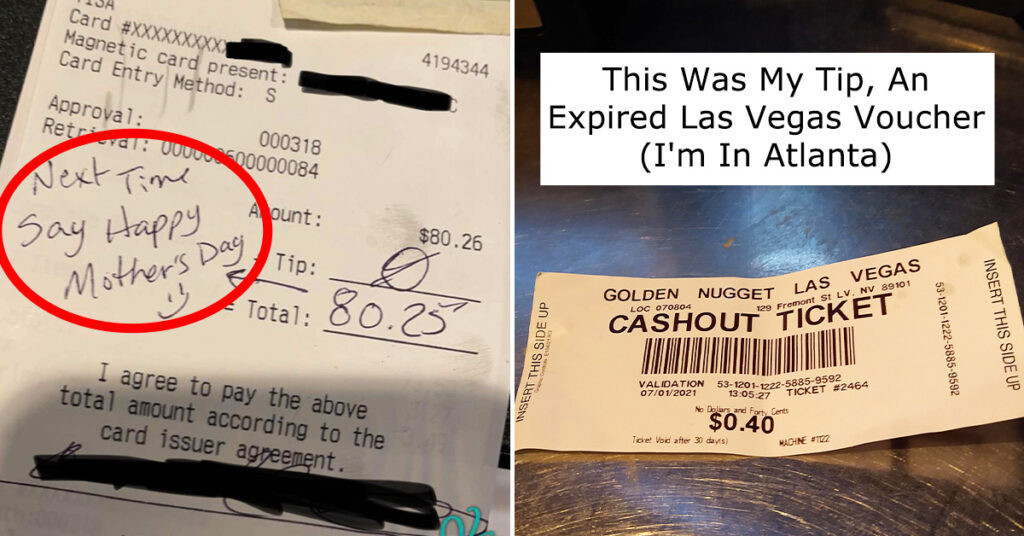 VISA
Card #XXXXXXXXXX
4194344
Magnetic card present:
Card Entry Method: S
Approval: 000318
Retrieval: 000000600000084
Next Time
Say Happy
Mother's Day
:)
Amount: $80.26
Tip: Ø
= Total: 80.25
I agree to pay the above
total amount according to the
card issuer agreement.
This Was My Tip, An
Expired Las Vegas Voucher
(I'm In Atlanta)
INSERT THIS SIDE UP
GOLDEN NUGGET LAS VEGAS
LOC 070804 129 Fremont St LV. NV 89101
CASHOUT TICKET
VALIDATION 53-1201-1222-5885-9592
07/01/2021 13:05:27 TICKET #2464
No Dollars and Forty Cents
$0.40
Ticket Void after 30 day(s) MACHINE #1122
53-1201-1222-5885-9592
INSERT THIS SIDE UP